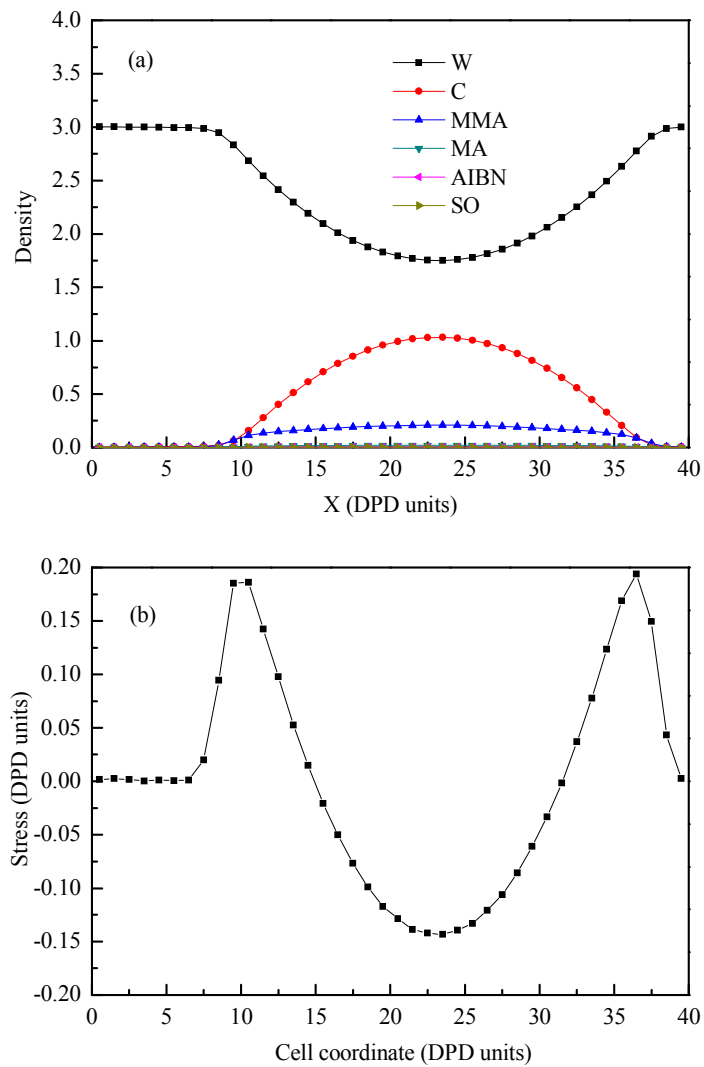 4.0
(a)
W
3.5
C
MMA
3.0
MA
AIBN
2.5
SO
Density
2.0
1.5
1.0
0.5
0.0
0 5 10 15 20 25 30 35 40
X (DPD units)
0.20
(b)
0.15
0.10
0.05
Stress (DPD units)
0.00
-0.05
-0.10
-0.15
-0.20
0 5 10 15 20 25 30 35 40
Cell coordinate (DPD units)